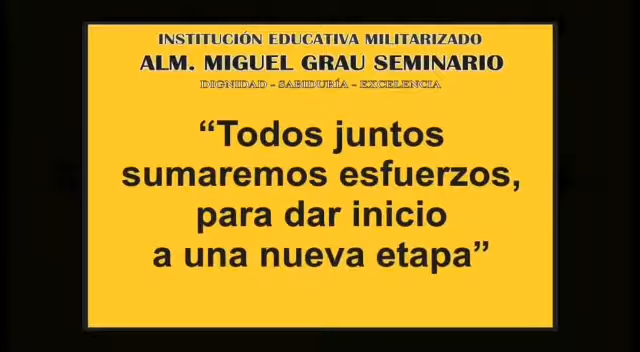 INSTITUCIÓN EDUCATIVA MILITARIZADO
ALM. MIGUEL GRAU SEMINARIO
DIGNIDAD - SABIDURÍA - EXCELENCIA
“Todos juntos
sumaremos esfuerzos,
para dar inicio
a una nueva etapa”